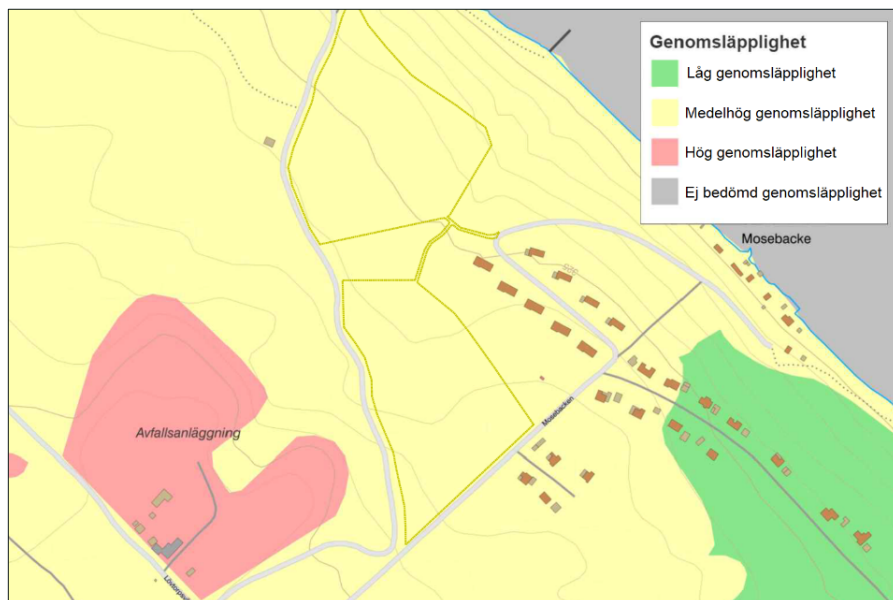 Genomsläpplighet
Låg genomsläpplighet
Medelhög genomsläpplighet
Hög genomsläpplighet
Ej bedömd genomsläpplighet
Mosebacke
Mosebacken
Avfallsanläggning